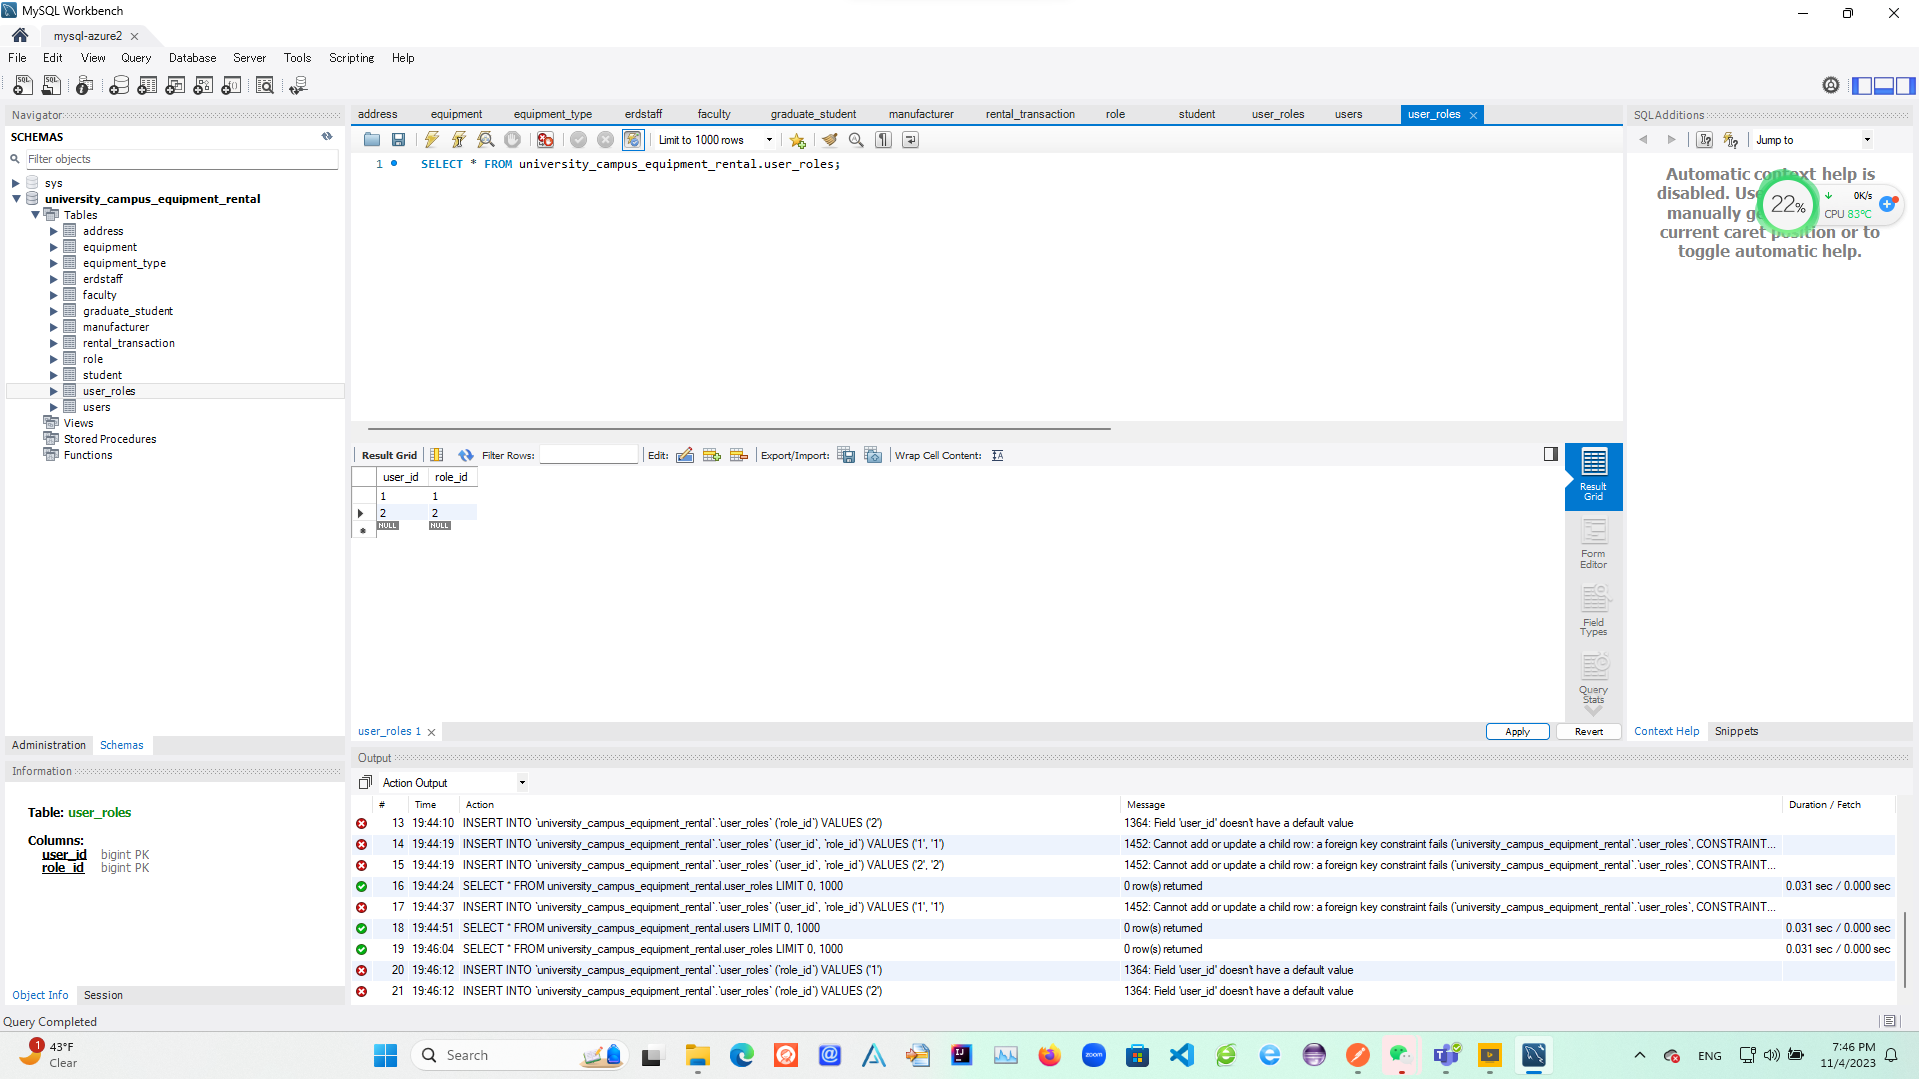 MySQL Workbench
mysql-azure2
File Edit View Query Database Server Tools Scripting Help
Navigator
SCHEMAS
Filter objects
sys
university_campus_equipment_rental
Tables
address
equipment
equipment_type
erdstaff
faculty
graduate_student
manufacturer
rental_transaction
role
student
user_roles
users
Views
Stored Procedures
Functions
Administration Schemas
Information
Table: user_roles
Columns:
user_id bigint PK
role_id bigint PK
Object Info Session
Query Completed
address equipment equipment_type erdstaff faculty graduate_student manufacturer rental_transaction role student user_roles users user_roles
Limit to 1000 rows
1 SELECT * FROM university_campus_equipment_rental.user_roles;
Result Grid Filter Rows: Edit: Export/Import: Wrap Cell Content:
user_id role_id
1 1
2 2
NULL NULL
Result
Grid
Form
Editor
Field
Types
Query
Stats
user_roles 1
Apply Revert
SQLAdditions
Jump to
Automatic context help is
disabled. Use
manually ge
current caret position or to
toggle automatic help.
22%
0K/s
CPU 83°C
Context Help Snippets
Output
Action Output
# Time Action Message Duration / Fetch
13 19:44:10 INSERT INTO `university_campus_equipment_rental`.`user_roles` (`role_id`) VALUES ('2') 1364: Field 'user_id' doesn't have a default value
14 19:44:19 INSERT INTO `university_campus_equipment_rental`.`user_roles` (`user_id`, `role_id`) VALUES ('1', '1') 1452: Cannot add or update a child row: a foreign key constraint fails (`university_campus_equipment_rental`.`user_roles`, CONSTRAINT...
15 19:44:19 INSERT INTO `university_campus_equipment_rental`.`user_roles` (`user_id`, `role_id`) VALUES ('2', '2') 1452: Cannot add or update a child row: a foreign key constraint fails (`university_campus_equipment_rental`.`user_roles`, CONSTRAINT...
16 19:44:24 SELECT * FROM university_campus_equipment_rental.user_roles LIMIT 0, 1000 0 row(s) returned 0.031 sec / 0.000 sec
17 19:44:37 INSERT INTO `university_campus_equipment_rental`.`user_roles` (`user_id`, `role_id`) VALUES ('1', '1') 1452: Cannot add or update a child row: a foreign key constraint fails (`university_campus_equipment_rental`.`user_roles`, CONSTRAINT...
18 19:44:51 SELECT * FROM university_campus_equipment_rental.users LIMIT 0, 1000 0 row(s) returned 0.031 sec / 0.000 sec
19 19:46:04 SELECT * FROM university_campus_equipment_rental.user_roles LIMIT 0, 1000 0 row(s) returned 0.031 sec / 0.000 sec
20 19:46:12 INSERT INTO `university_campus_equipment_rental`.`user_roles` (`role_id`) VALUES ('1') 1364: Field 'user_id' doesn't have a default value
21 19:46:12 INSERT INTO `university_campus_equipment_rental`.`user_roles` (`role_id`) VALUES ('2') 1364: Field 'user_id' doesn't have a default value
1
43°F
Clear
Search
zoom
ENG
7:46 PM
11/4/2023